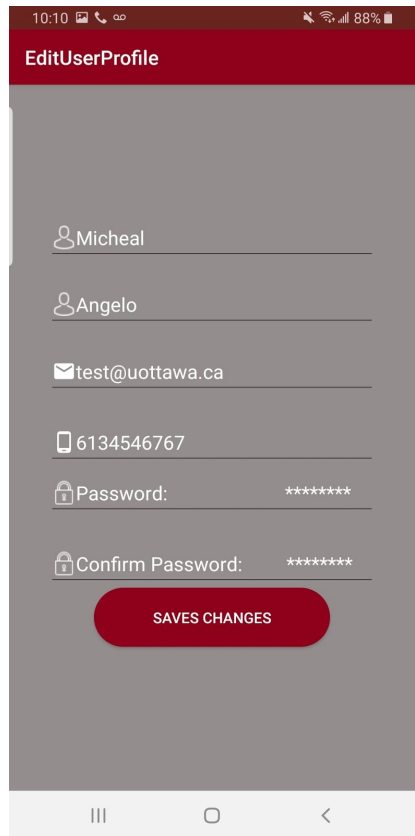 10:10 88%
EditUserProfile
Micheal
Angelo
test@uottawa.ca
6134546767
Password: ********
Confirm Password: ********
SAVES CHANGES